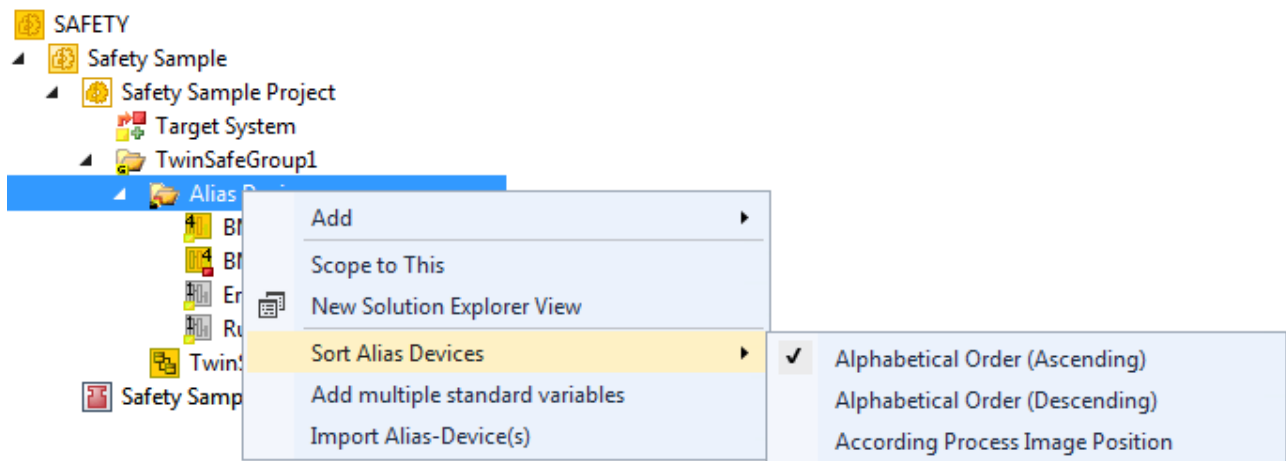 SAFETY
Safety Sample
Safety Sample Project
Target System
TwinSafeGroup1
Alias
Add
Scope to This
New Solution Explorer View
Sort Alias Devices
Add multiple standard variables
Import Alias-Device(s)
Alphabetical Order (Ascending)
Alphabetical Order (Descending)
According Process Image Position
Safety